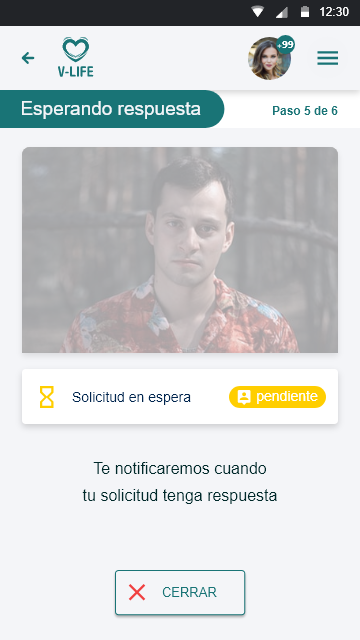 12:30
V-LIFE
+99
Esperando respuesta
Paso 5 de 6
Solicitud en espera
pendiente
Te notificaremos cuando
tu solicitud tenga respuesta
CERRAR